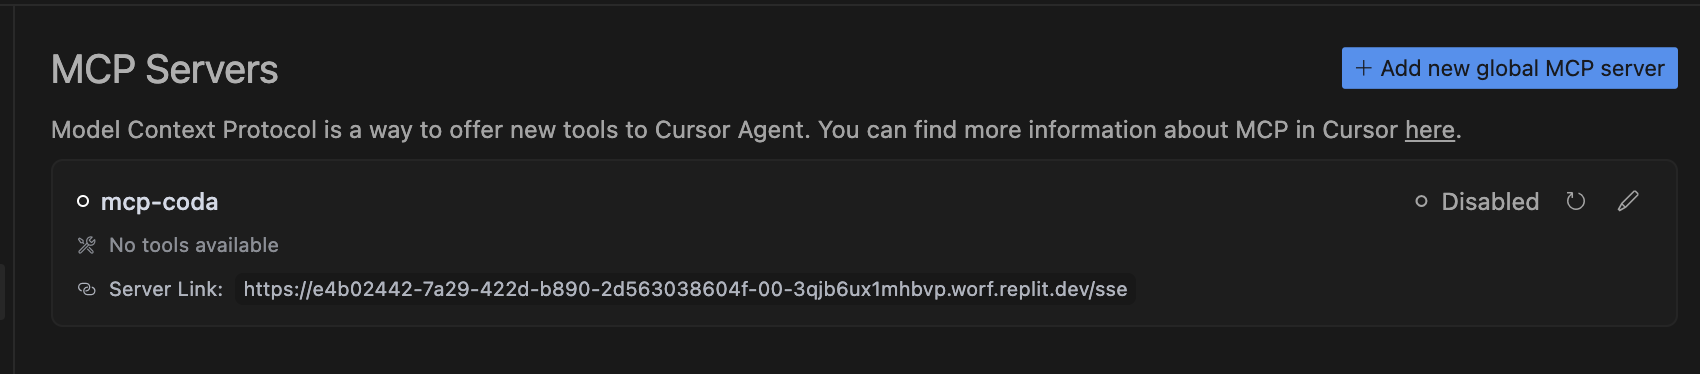 MCP Servers
+ Add new global MCP server
Model Context Protocol is a way to offer new tools to Cursor Agent. You can find more information about MCP in Cursor here.
mcp-coda
Disabled
No tools available
Server Link: https://e4b02442-7a29-422d-b890-2d563038604f-00-3qjb6ux1mhbvp.worf.replit.dev/sse